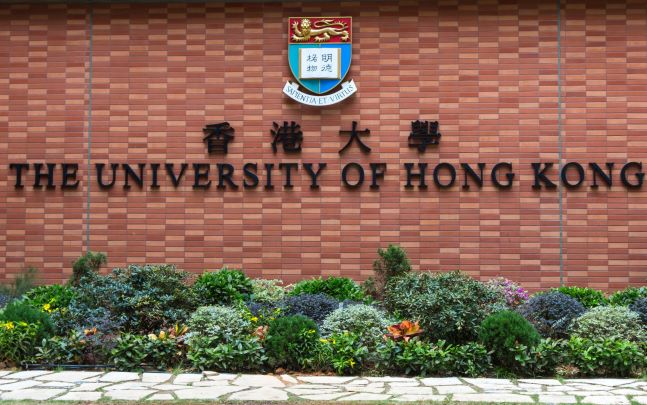 明德
格物
SAPIENTIA ET VIRTUS
香港大學
THE UNIVERSITY OF HONG KONG